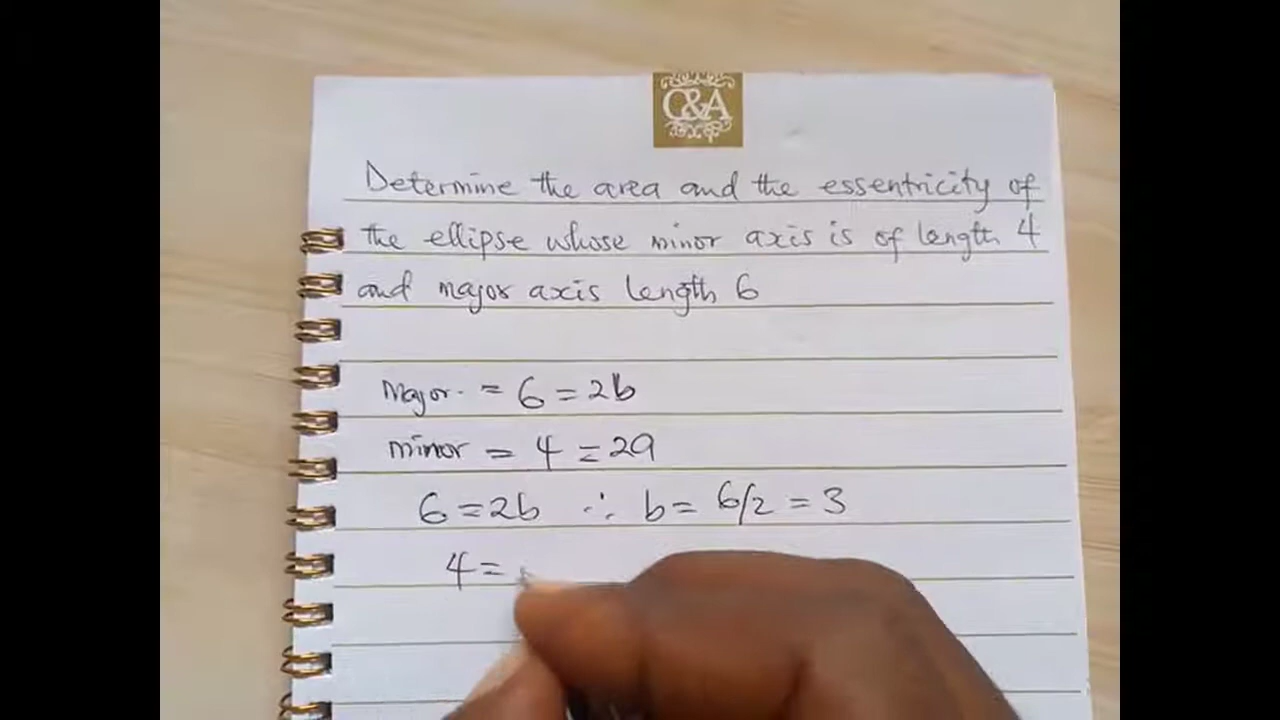 C&A
Determine the area and the essentricity of
the ellipse whose minor axis is of length 4
and major axis length 6
Major. = 6 = 2b
minor = 4 = 2a
6 = 2b ∴ b = 6/2 = 3
4 =